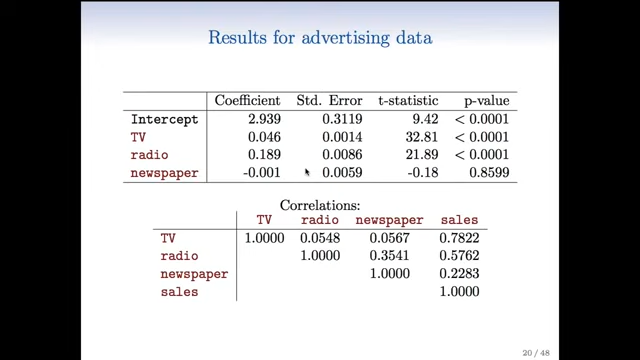 Results for advertising data
Coefficient Std. Error t-statistic p-value
Intercept 2.939 0.3119 9.42 < 0.0001
TV 0.046 0.0014 32.81 < 0.0001
radio 0.189 0.0086 21.89 < 0.0001
newspaper -0.001 0.0059 -0.18 0.8599
Correlations:
TV radio newspaper sales
TV 1.0000 0.0548 0.0567 0.7822
radio 1.0000 0.3541 0.5762
newspaper 1.0000 0.2283
sales 1.0000
20 / 48